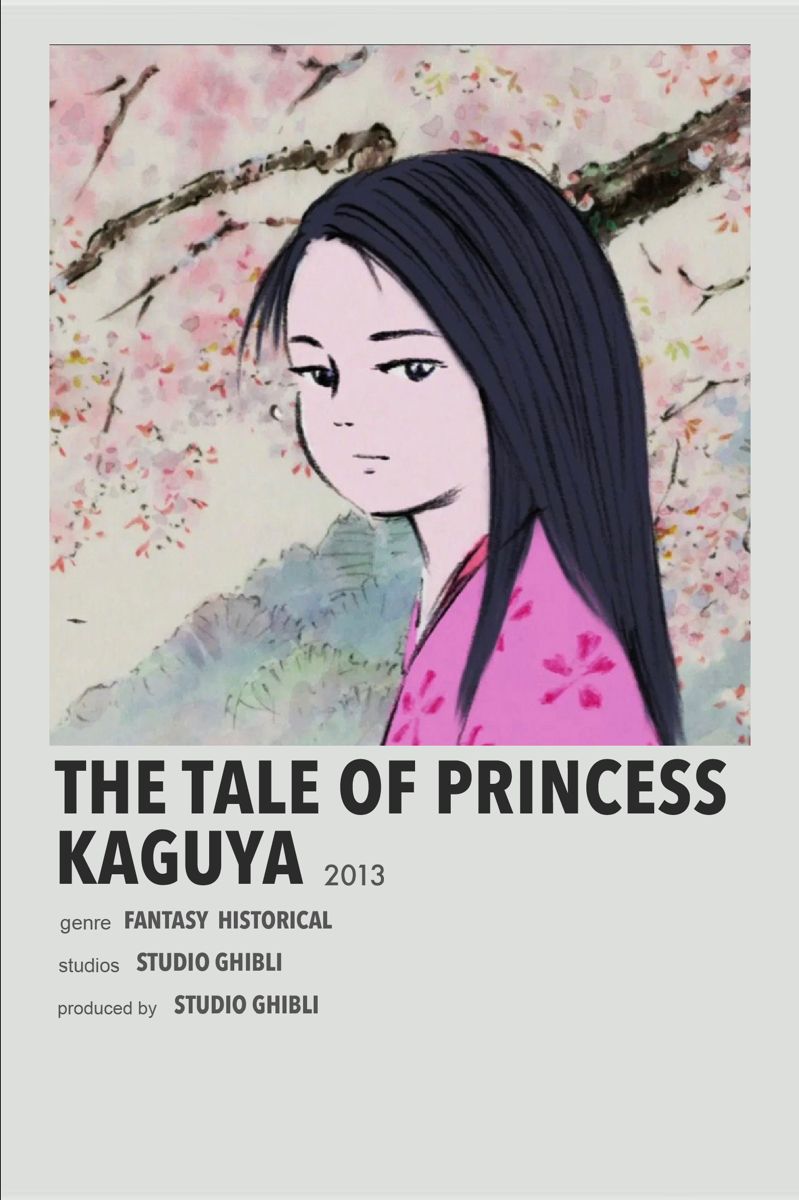 THE TALE OF PRINCESS
KAGUYA 2013
genre FANTASY HISTORICAL
studios STUDIO GHIBLI
produced by STUDIO GHIBLI